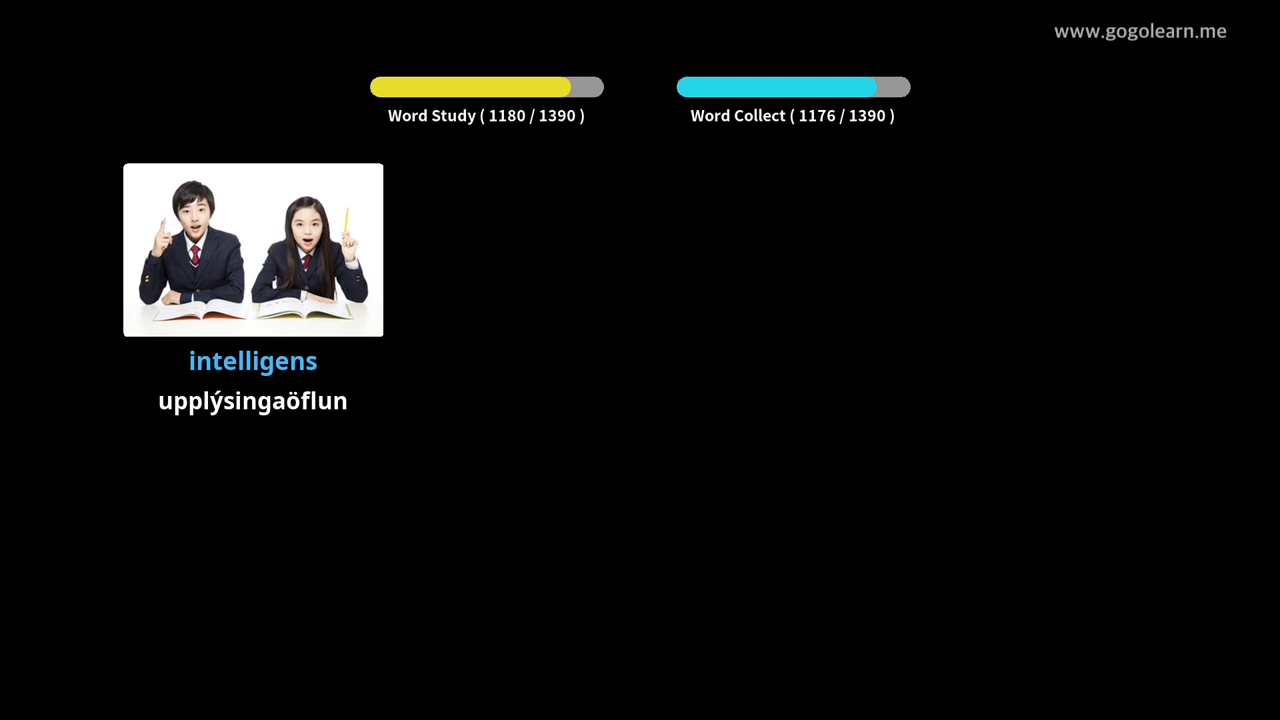 www.gogolearn.me
Word Study ( 1180 / 1390 )
Word Collect ( 1176 / 1390 )
intelligens
upplýsingaöflun